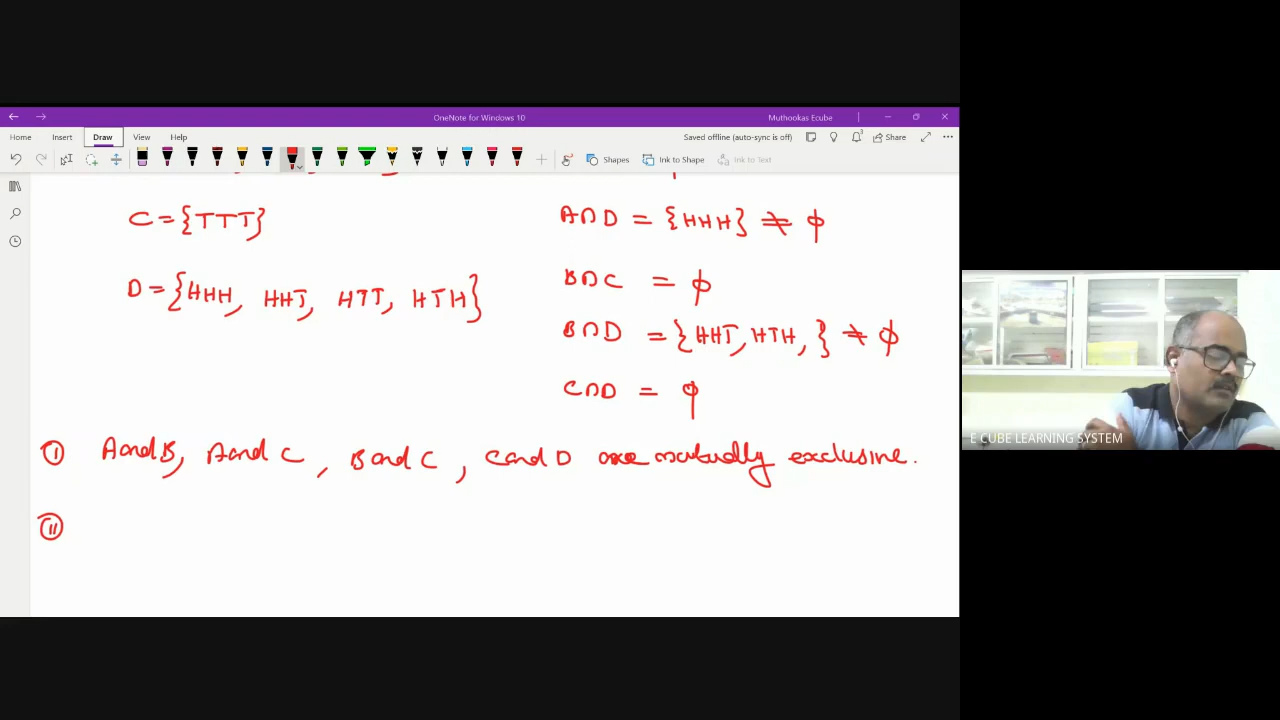 OneNote for Windows 10
Muthookas Ecube
Home Insert Draw View Help
Saved offline (auto-sync is off)
Share
Shapes
Ink to Shape
Ink to Text
C = {TTT}
A∩D = {HHH} ≠ ϕ
D = {HHH, HHT, HTT, HTH}
B∩C = ϕ
B∩D = {HHT, HTH, } ≠ ϕ
C∩D = ϕ
① A and B, A and C, B and C, C and D are mutually exclusive.
⑪
E CUBE LEARNING SYSTEM